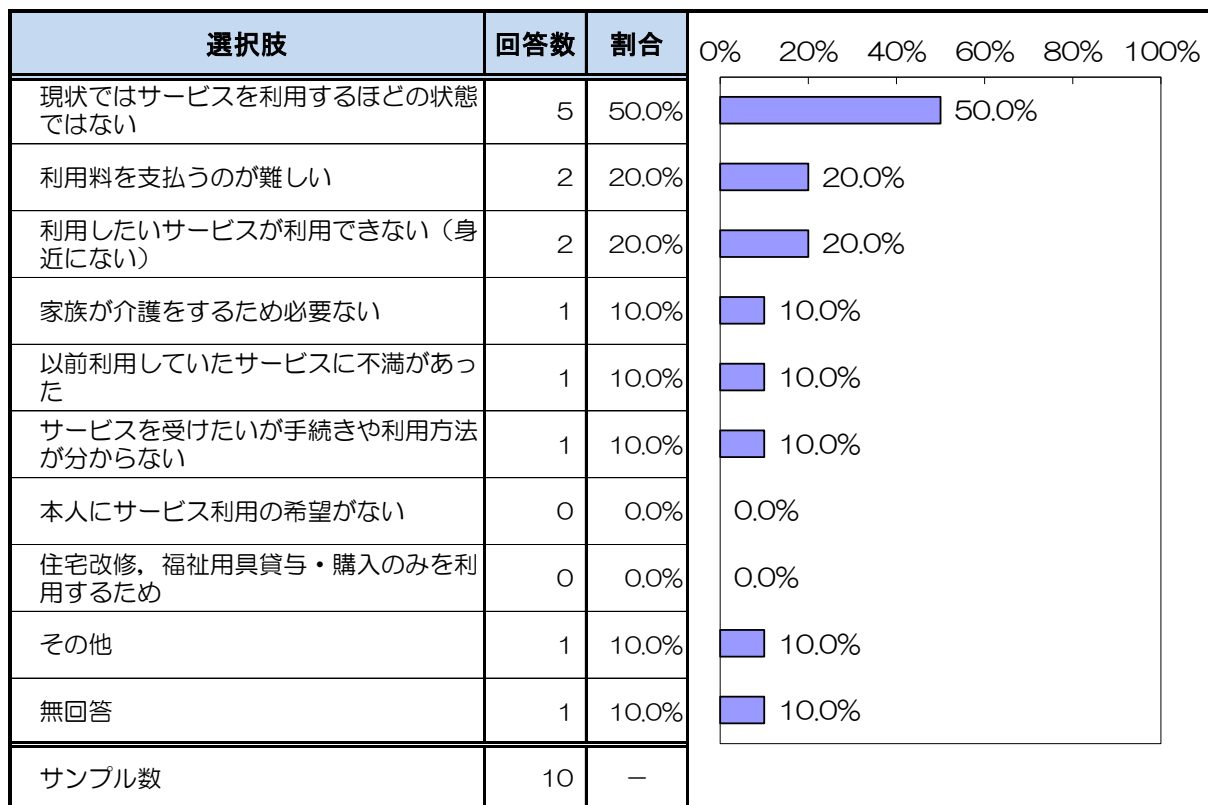 選択肢 回答数 割合 0% 20% 40% 60% 80% 100%
現状ではサービスを利用するほどの状態
ではない 5 50.0% 50.0%
利用料を支払うのが難しい 2 20.0% 20.0%
利用したいサービスが利用できない（身
近にない） 2 20.0% 20.0%
家族が介護をするため必要ない 1 10.0% 10.0%
以前利用していたサービスに不満があっ
た 1 10.0% 10.0%
サービスを受けたいが手続きや利用方法
が分からない 1 10.0% 10.0%
本人にサービス利用の希望がない 0 0.0% 0.0%
住宅改修，福祉用具貸与・購入のみを利
用するため 0 0.0% 0.0%
その他 1 10.0% 10.0%
無回答 1 10.0% 10.0%
サンプル数 10 －